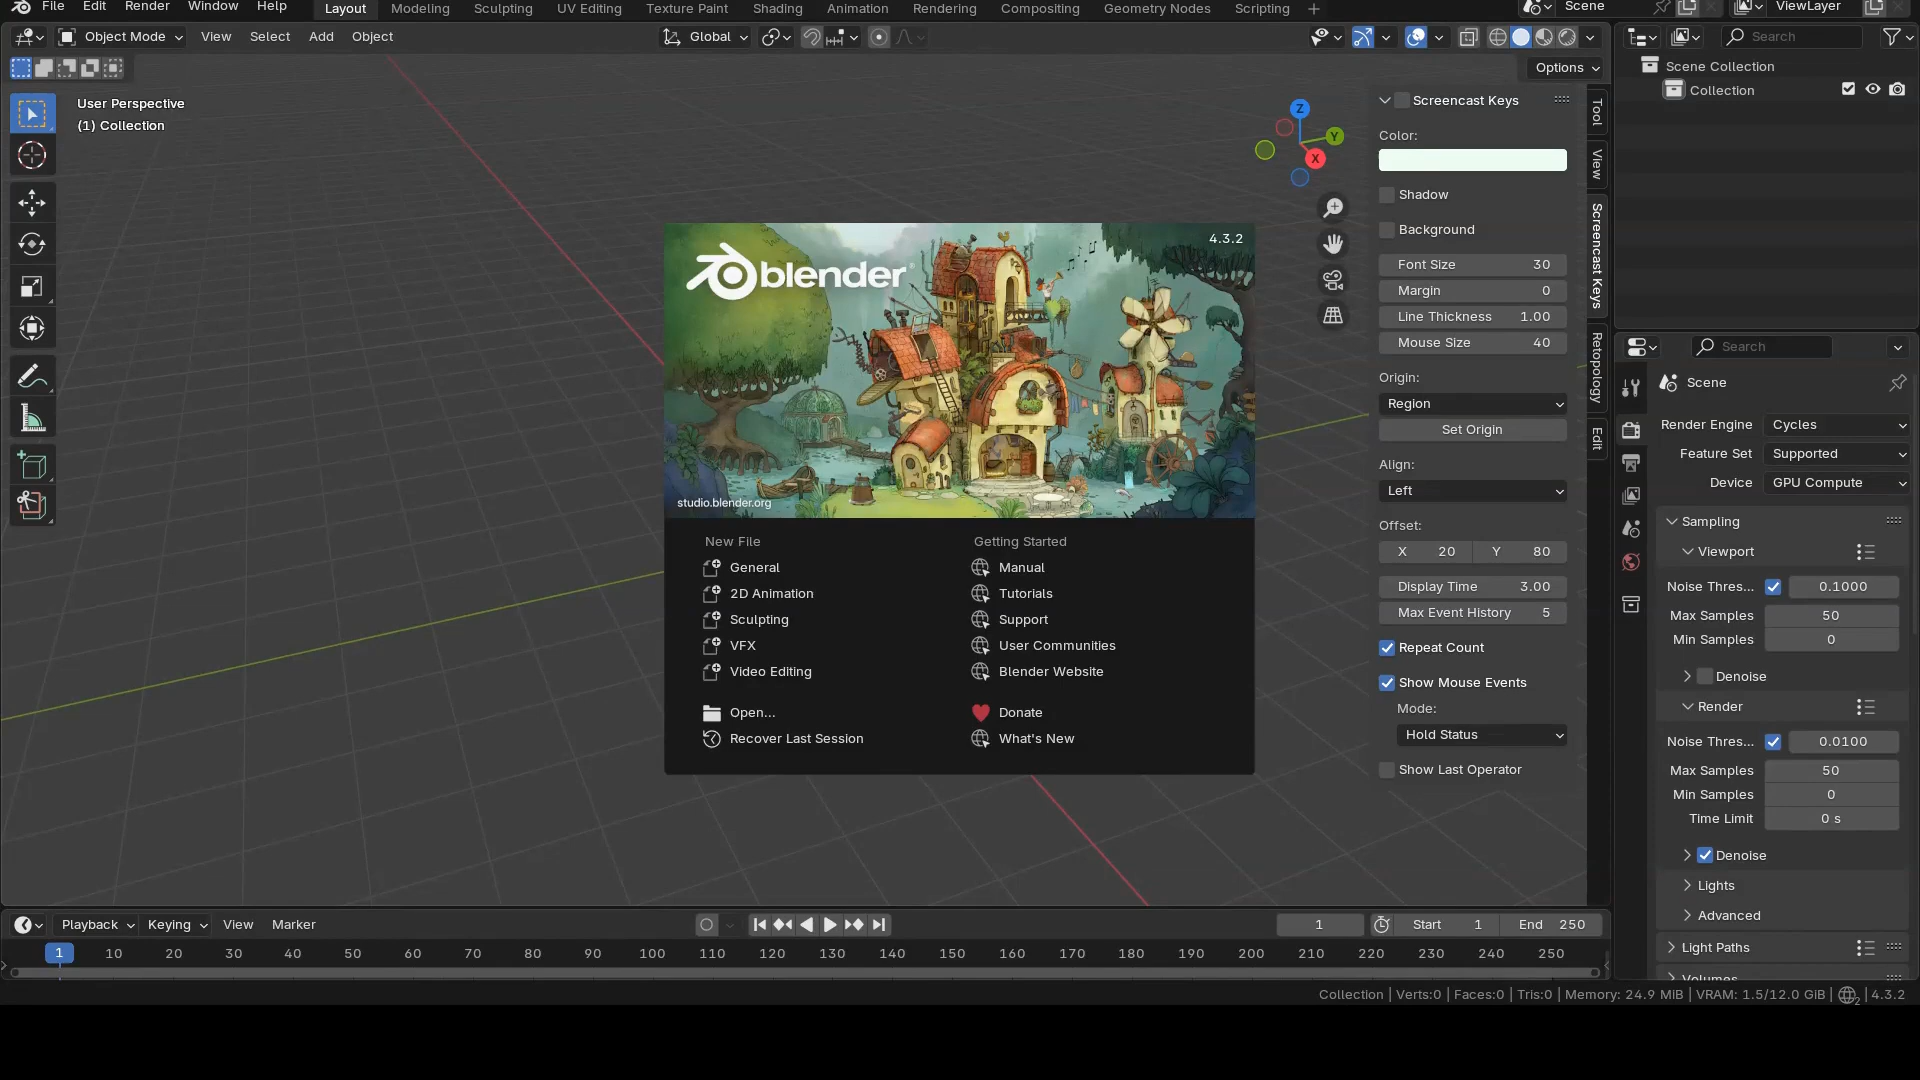 File Edit Render Window Help Layout Modeling Sculpting UV Editing Texture Paint Shading Animation Rendering Compositing Geometry Nodes Scripting + Scene ViewLayer
Object Mode View Select Add Object Global Search
Options
User Perspective
(1) Collection
Z
Y
X
Screencast Keys
Color:
Shadow
Background
Font Size 30
Margin 0
Line Thickness 1.00
Mouse Size 40
Origin:
Region
Set Origin
Align:
Left
Offset:
X 20 Y 80
Display Time 3.00
Max Event History 5
Repeat Count
Show Mouse Events
Mode:
Hold Status
Show Last Operator
Tool
View
Screencast Keys
Retopology
Edit
4.3.2
blender
studio.blender.org
New File
General
2D Animation
Sculpting
VFX
Video Editing
Open...
Recover Last Session
Getting Started
Manual
Tutorials
Support
User Communities
Blender Website
Donate
What's New
Scene Collection
Collection
Search
Scene
Render Engine Cycles
Feature Set Supported
Device GPU Compute
Sampling
Viewport
Noise Thres... 0.1000
Max Samples 50
Min Samples 0
Denoise
Render
Noise Thres... 0.0100
Max Samples 50
Min Samples 0
Time Limit 0 s
Denoise
Lights
Advanced
Light Paths
Volumes
Playback Keying View Marker 1 Start 1 End 250
1 10 20 30 40 50 60 70 80 90 100 110 120 130 140 150 160 170 180 190 200 210 220 230 240 250
Collection | Verts:0 | Faces:0 | Tris:0 | Memory: 24.9 MiB | VRAM: 1.5/12.0 GiB | 2 | 4.3.2